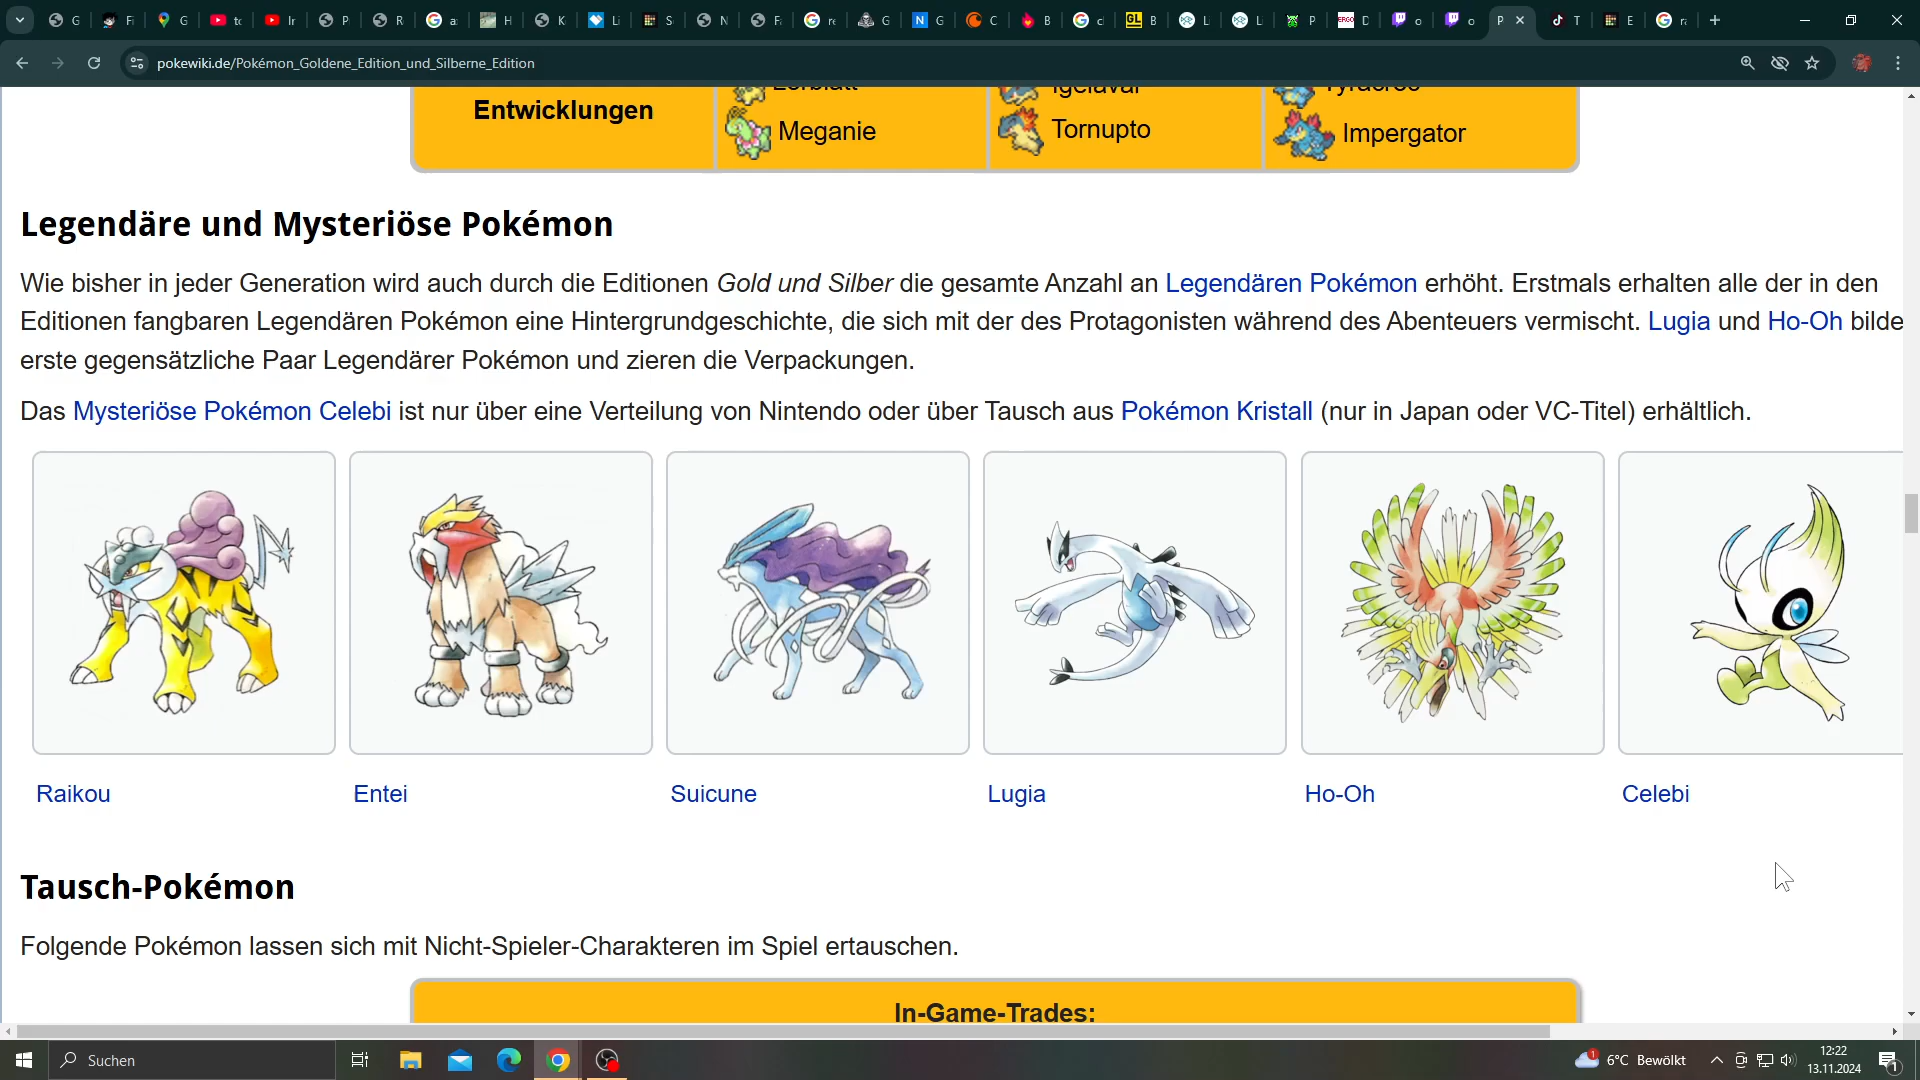 pokewiki.de/Pokémon_Goldene_Edition_und_Silberne_Edition
Entwicklungen
Meganie
Tornupto
Impergator
Legendäre und Mysteriöse Pokémon
Wie bisher in jeder Generation wird auch durch die Editionen Gold und Silber die gesamte Anzahl an Legendären Pokémon erhöht. Erstmals erhalten alle der in den
Editionen fangbaren Legendären Pokémon eine Hintergrundgeschichte, die sich mit der des Protagonisten während des Abenteuers vermischt. Lugia und Ho-Oh bilde
erste gegensätzliche Paar Legendärer Pokémon und zieren die Verpackungen.
Das Mysteriöse Pokémon Celebi ist nur über eine Verteilung von Nintendo oder über Tausch aus Pokémon Kristall (nur in Japan oder VC-Titel) erhältlich.
Raikou
Entei
Suicune
Lugia
Ho-Oh
Celebi
Tausch-Pokémon
Folgende Pokémon lassen sich mit Nicht-Spieler-Charakteren im Spiel ertauschen.
In-Game-Trades:
Suchen
6°C Bewölkt
12:22
13.11.2024